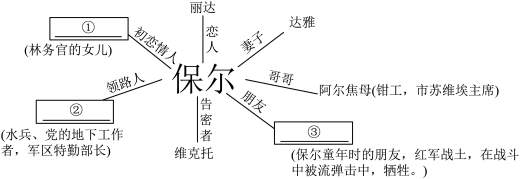 丽达
①
初恋情人
恋人
妻子
达雅
(林务官的女儿)
保尔
哥哥
阿尔焦母(钳工，市苏维埃主席)
领路人
②
告密者
朋友
③
(水兵、党的地下工作
者，军区特勤部长)
维克托
(保尔童年时的朋友，红军战士，在战斗
中被流弹击中，牺牲。)